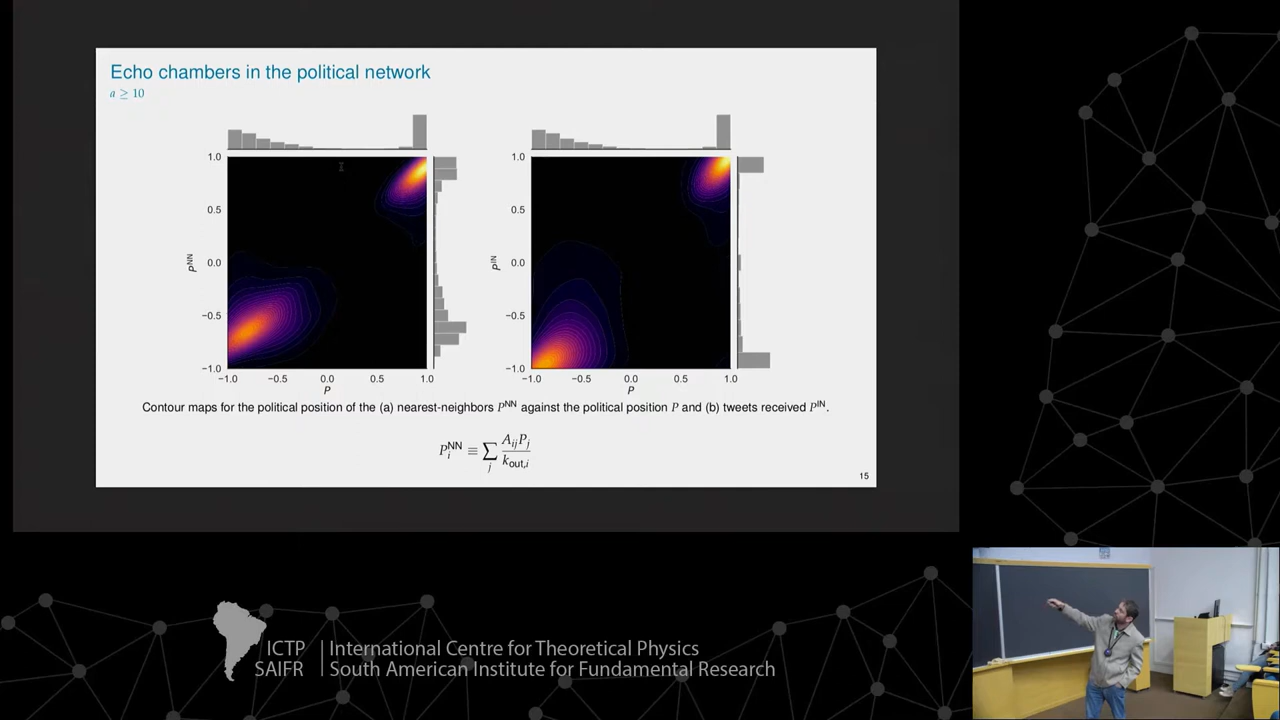 Echo chambers in the political network
a ≥ 10
1.0
0.5
0.0
−0.5
−1.0
P^NN
−1.0 −0.5 0.0 0.5 1.0
P
1.0
0.5
0.0
−0.5
−1.0
P^IN
−1.0 −0.5 0.0 0.5 1.0
P
Contour maps for the political position of the (a) nearest-neighbors P^NN against the political position P and (b) tweets received P^IN.
P_i^NN ≡ ∑_j A_ij P_j / k_out,i
15
ICTP
SAIFR
International Centre for Theoretical Physics
South American Institute for Fundamental Research